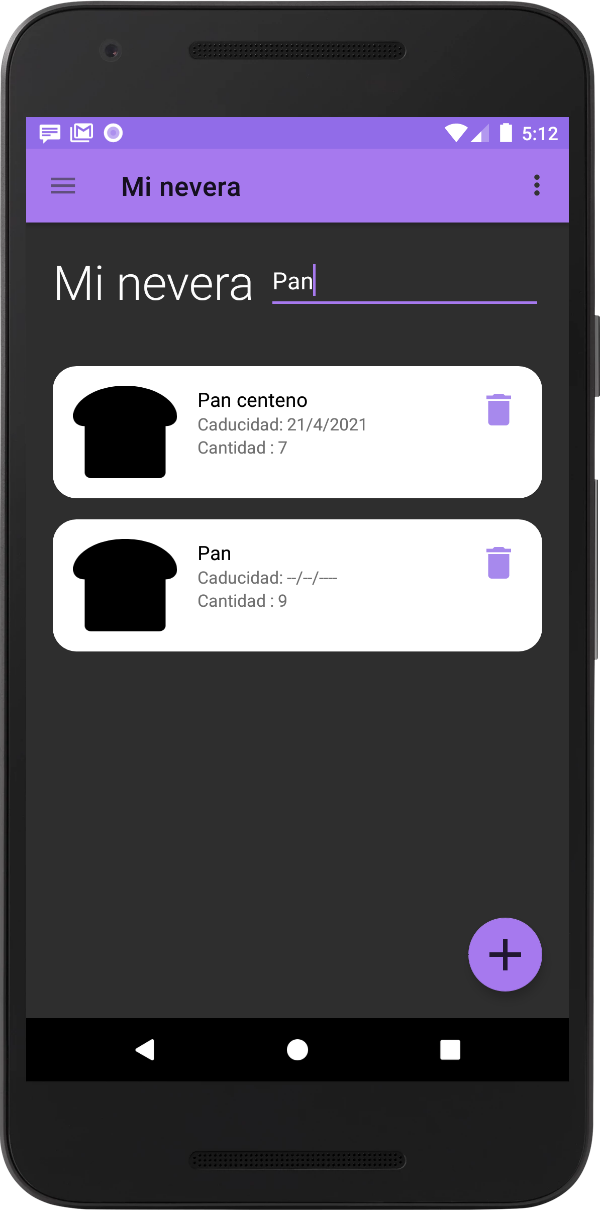 5:12
Mi nevera
Mi nevera Pan
Pan centeno
Caducidad: 21/4/2021
Cantidad : 7
Pan
Caducidad: --/--/----
Cantidad : 9